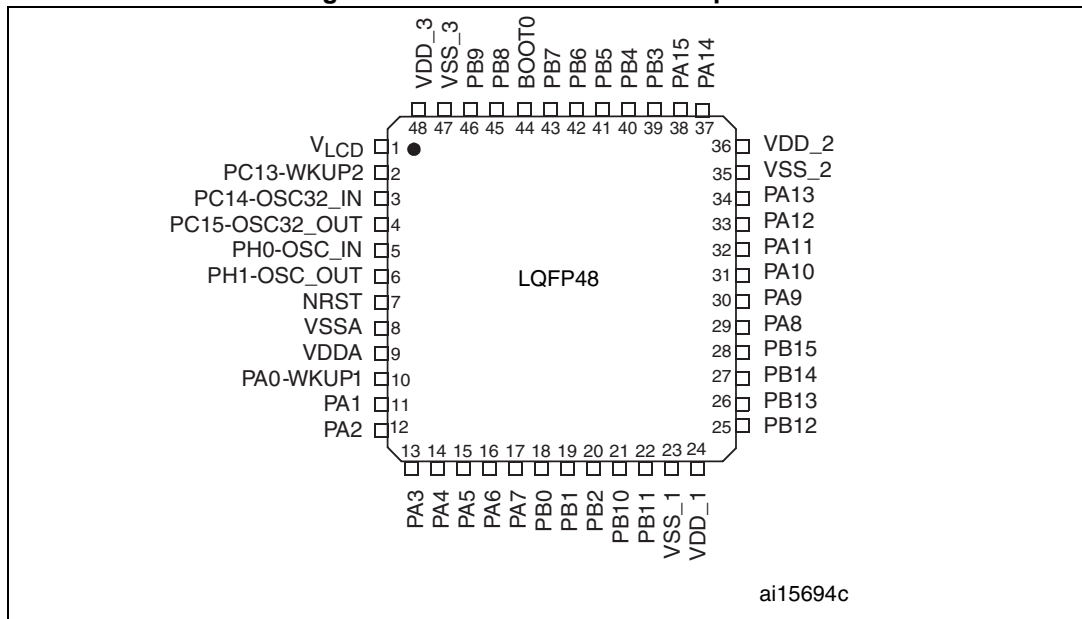 VDD_3
VSS_3
PB9
PB8
BOOT0
PB7
PB6
PB5
PB4
PB3
PA15
PA14
48 47 46 45 44 43 42 41 40 39 38 37
VLCD 1
PC13-WKUP2 2
PC14-OSC32_IN 3
PC15-OSC32_OUT 4
PH0-OSC_IN 5
PH1-OSC_OUT 6
NRST 7
VSSA 8
VDDA 9
PA0-WKUP1 10
PA1 11
PA2 12
LQFP48
36 VDD_2
35 VSS_2
34 PA13
33 PA12
32 PA11
31 PA10
30 PA9
29 PA8
28 PB15
27 PB14
26 PB13
25 PB12
13 14 15 16 17 18 19 20 21 22 23 24
PA3
PA4
PA5
PA6
PA7
PB0
PB1
PB2
PB10
PB11
VSS_1
VDD_1
ai15694c